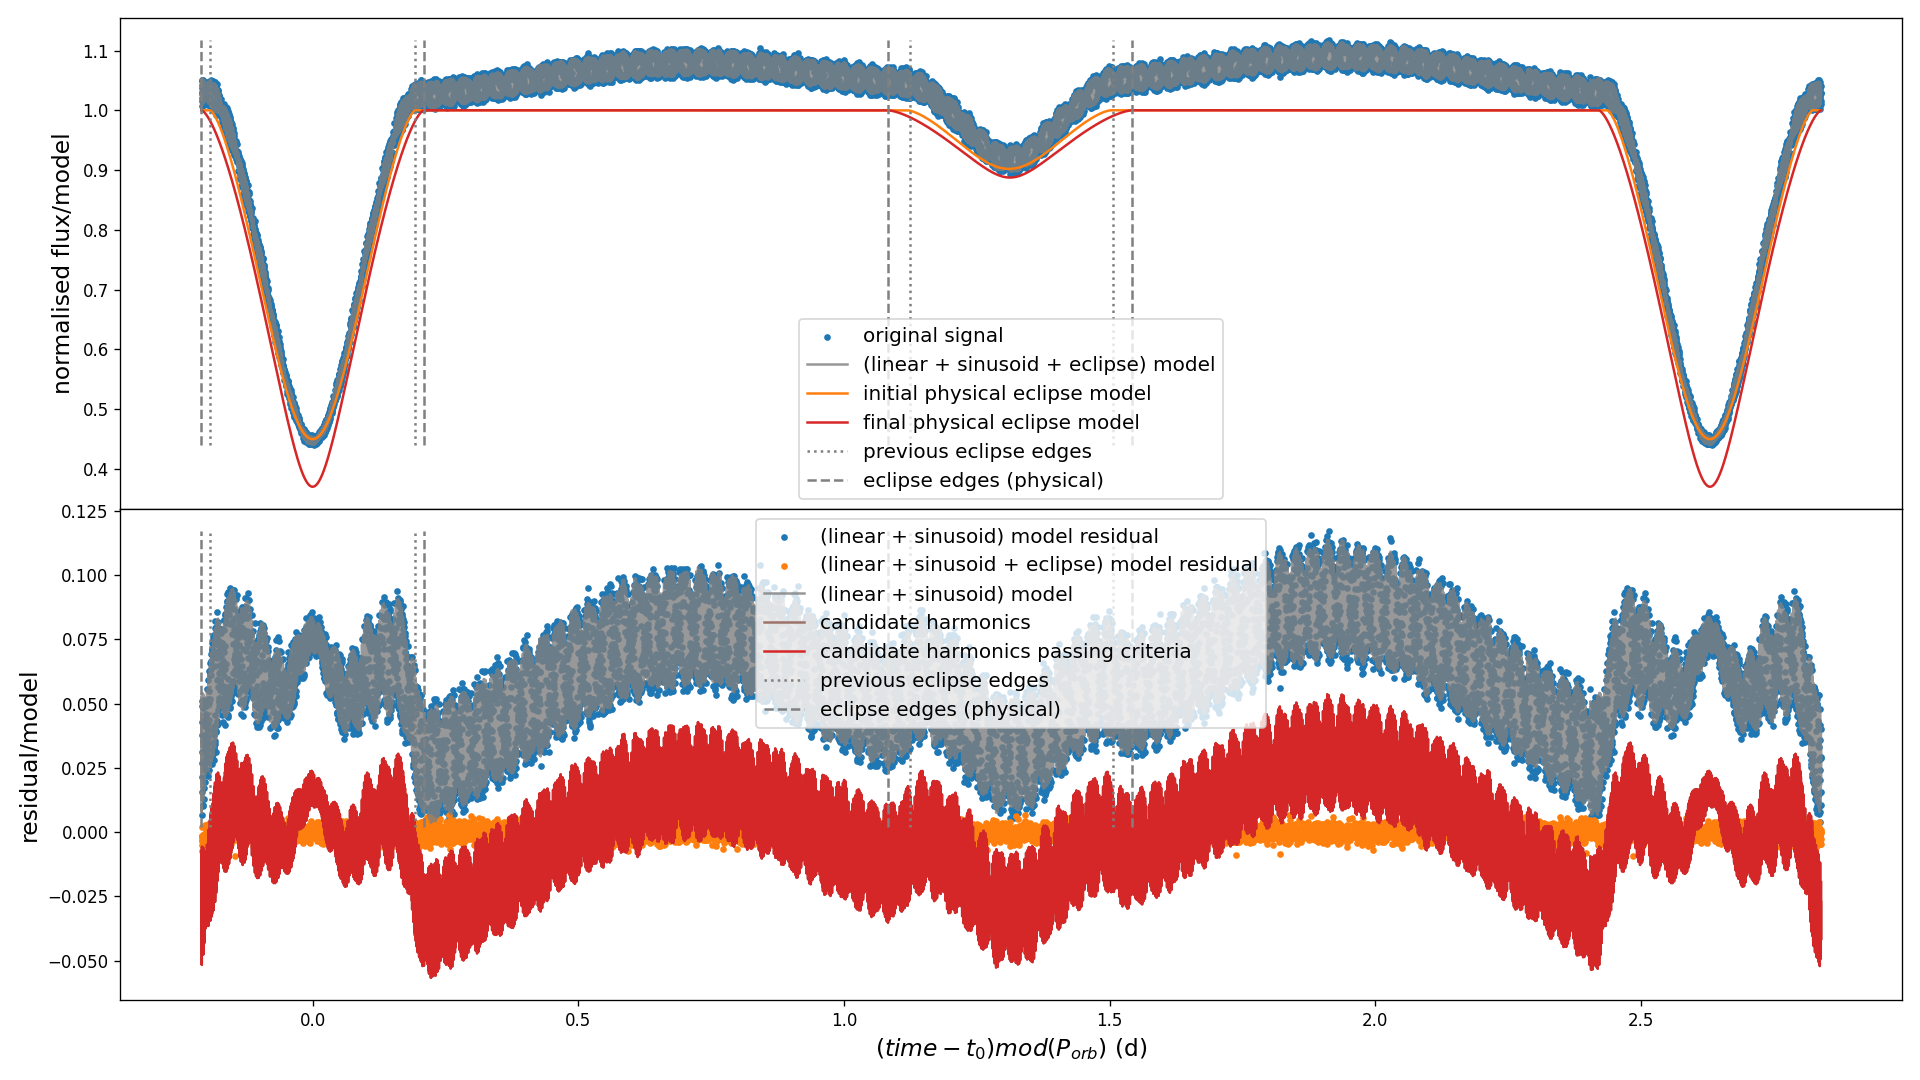 normalised flux/model
1.1
1.0
0.9
0.8
0.7
0.6
0.5
0.4
original signal
(linear + sinusoid + eclipse) model
initial physical eclipse model
final physical eclipse model
previous eclipse edges
eclipse edges (physical)
residual/model
0.125
0.100
0.075
0.050
0.025
0.000
−0.025
−0.050
(linear + sinusoid) model residual
(linear + sinusoid + eclipse) model residual
(linear + sinusoid) model
candidate harmonics
candidate harmonics passing criteria
previous eclipse edges
eclipse edges (physical)
0.0 0.5 1.0 1.5 2.0 2.5
(time − t₀)mod(Pₒᵣb) (d)